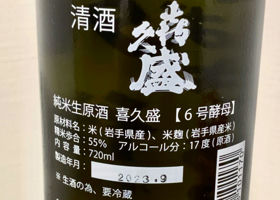 清酒
喜久盛
純米生原酒 喜久盛 【6号酵母】
原材料名：米(岩手県産)、米麹(岩手県産米)
精米歩合：55% アルコール分：17度(原酒)
内容量：720ml
製造年月：2023.9
※生酒の為、要冷蔵